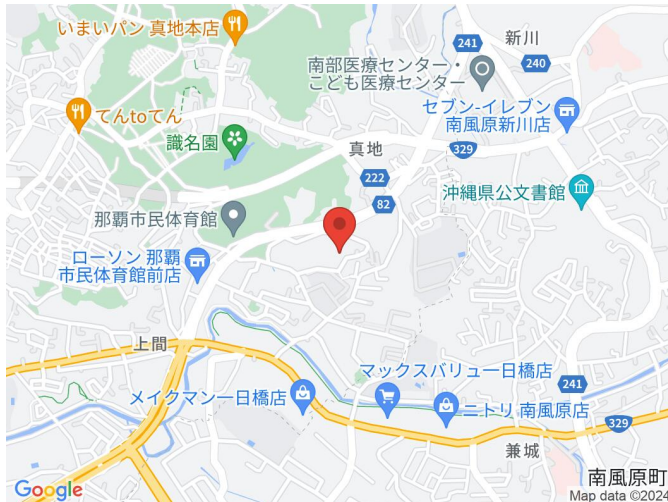 いまいパン 真地本店
241
新川
240
南部医療センター・
こども医療センター
てんtoてん
セブン-イレブン
南風原新川店
識名園
真地
329
222
沖縄県公文書館
82
那覇市民体育館
ローソン 那覇
市民体育館前店
上間
マックスバリュ一日橋店
メイクマン一日橋店
241
ニトリ 南風原店
329
兼城
南風原町
Google
Map data ©2024